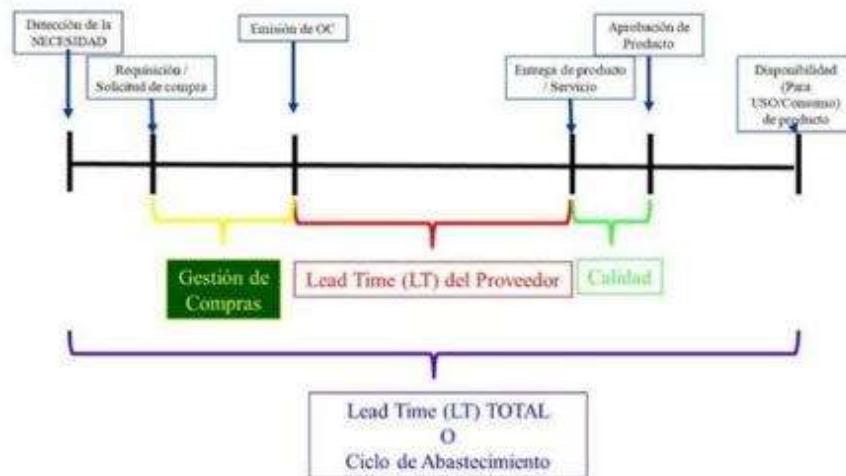 Detección de la
NECESIDAD
Requisición /
Solicitud de compra
Emisión de OC
Entrega de producto
/ Servicio
Aprobación de
Producto
Disponibilidad
(Para
USO/Consumo)
de producto
Gestión de
Compras
Lead Time (LT) del Proveedor
Calidad
Lead Time (LT) TOTAL
O
Ciclo de Abastecimiento